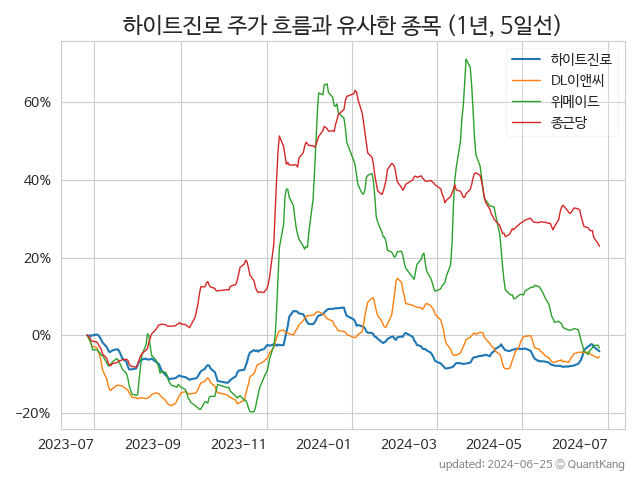 하이트진로 주가 흐름과 유사한 종목 (1년, 5일선)
하이트진로
DL이앤씨
위메이드
종근당
60%
40%
20%
0%
−20%
2023-07 2023-09 2023-11 2024-01 2024-03 2024-05 2024-07
updated: 2024-06-25 © QuantKang